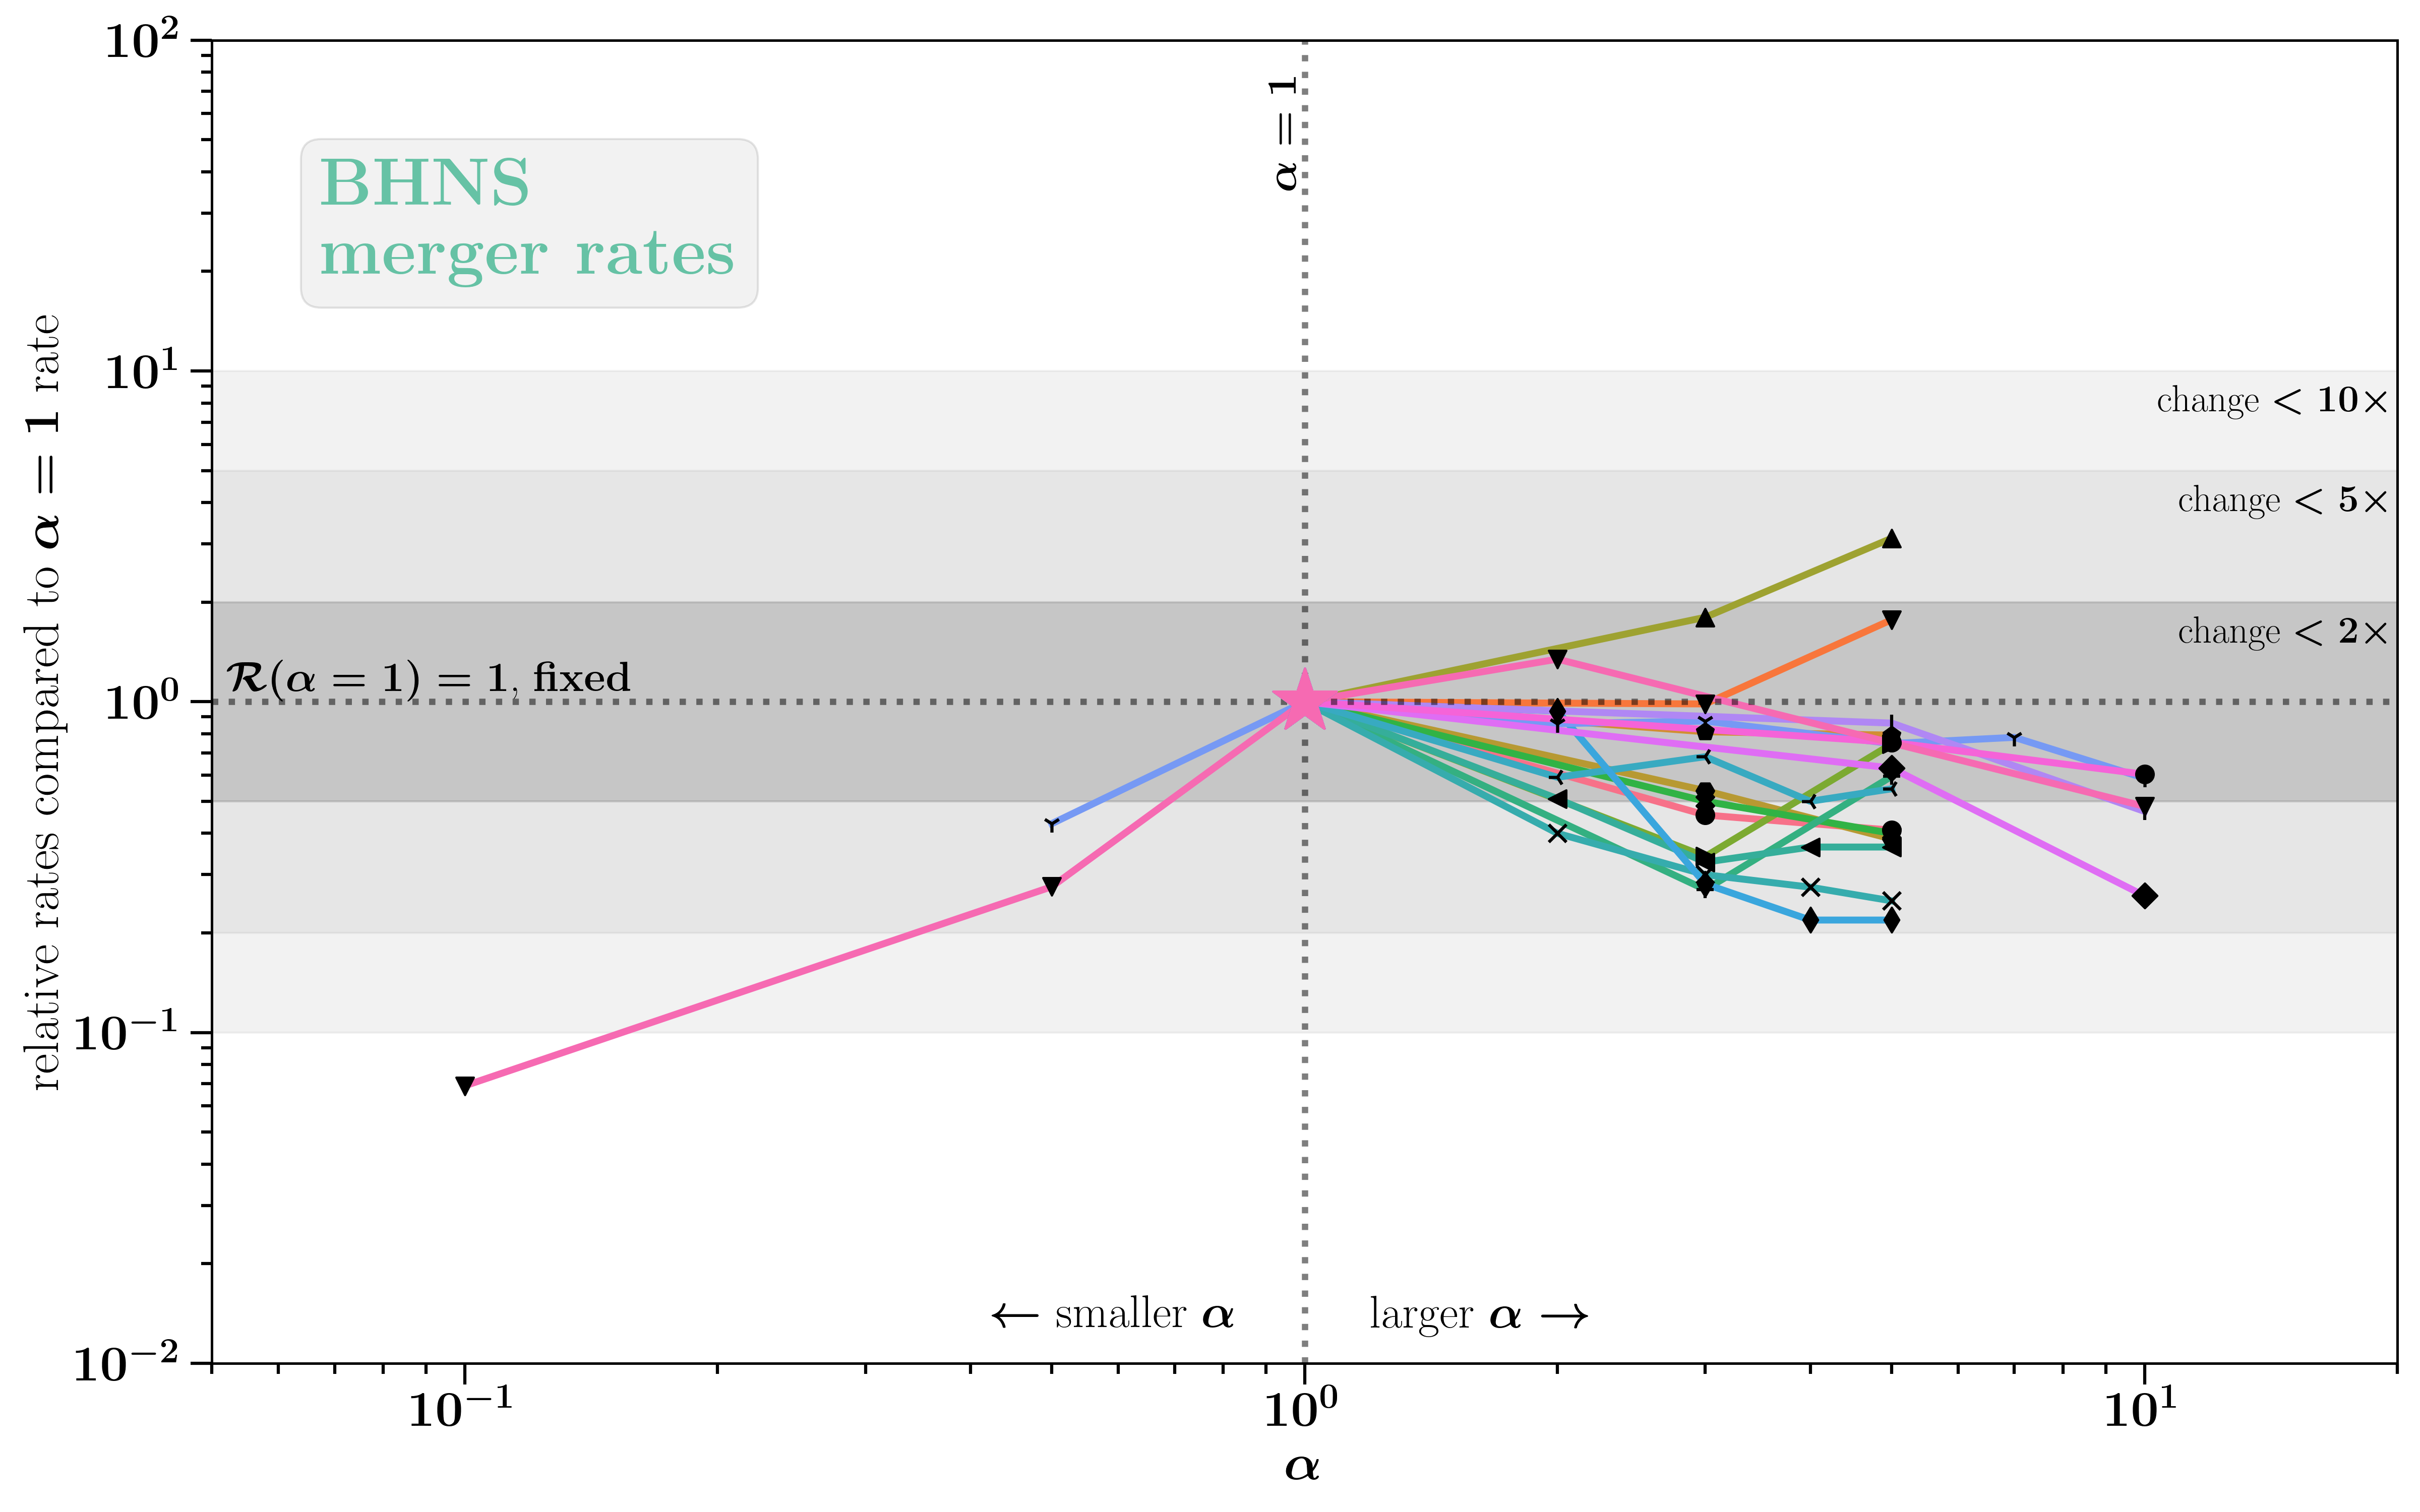 BHNS
merger rates
α = 1
change < 10×
change < 5×
change < 2×
ℛ(α = 1) = 1, fixed
← smaller α
larger α →
relative rates compared to α = 1 rate
10²
10¹
10⁰
10⁻¹
10⁻²
10⁻¹
10⁰
10¹
α